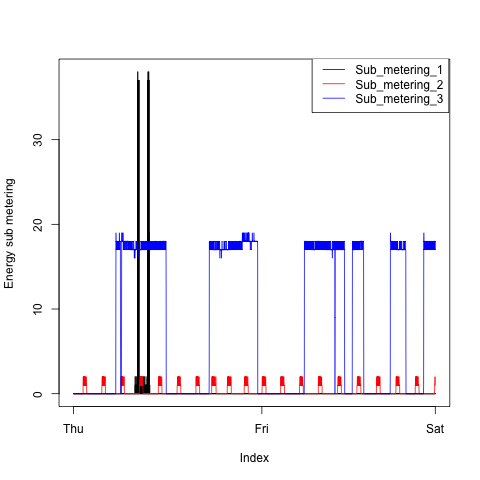 Sub_metering_1
Sub_metering_2
Sub_metering_3
Energy sub metering
30
20
10
0
Thu Fri Sat
Index